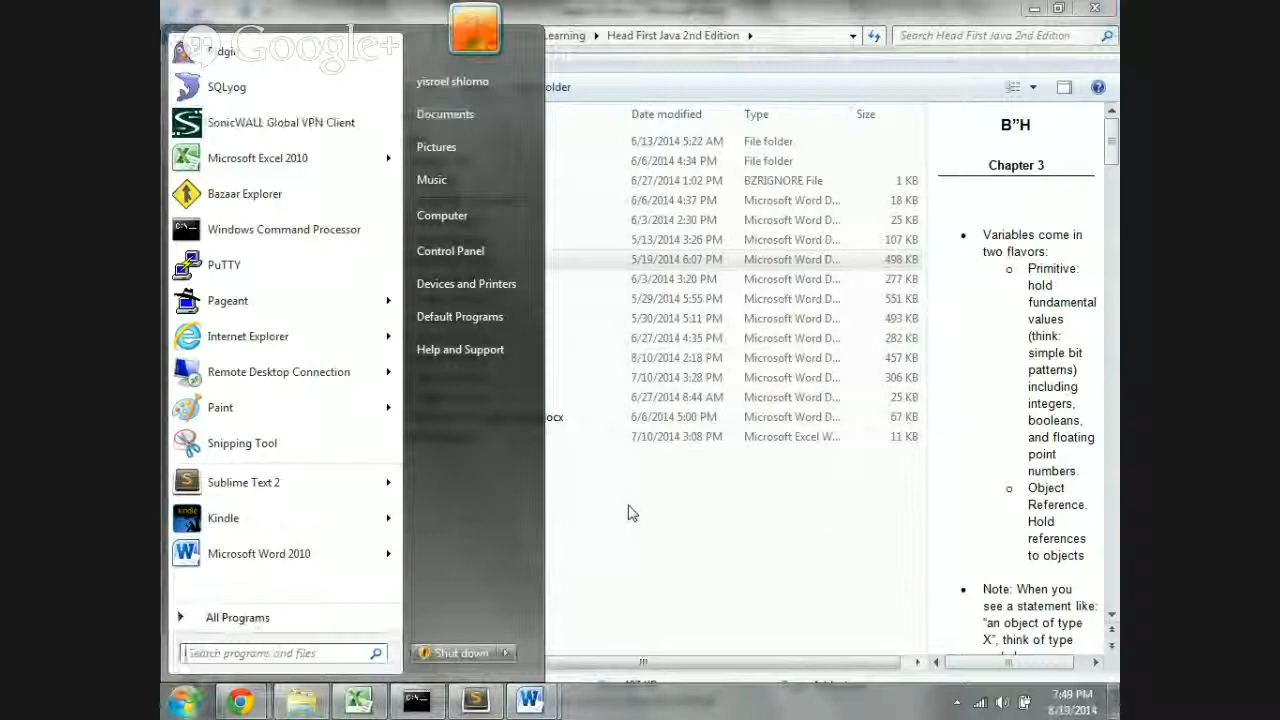 Google+
SQLyog
SonicWALL Global VPN Client
Microsoft Excel 2010
Bazaar Explorer
Windows Command Processor
PuTTY
Pageant
Internet Explorer
Remote Desktop Connection
Paint
Snipping Tool
Sublime Text 2
Kindle
Microsoft Word 2010
All Programs
Search programs and files
yisroel shlomo
Documents
Pictures
Music
Computer
Control Panel
Devices and Printers
Default Programs
Help and Support
Shut down
Head First Java 2nd Edition
Search Head First Java 2nd Edition
Date modified Type Size
6/13/2014 5:22 AM File folder
6/6/2014 4:34 PM File folder
6/27/2014 1:02 PM BZRIGNORE File 1 KB
6/6/2014 4:37 PM Microsoft Word D... 18 KB
6/3/2014 2:30 PM Microsoft Word D... 25 KB
5/13/2014 3:26 PM Microsoft Word D... 107 KB
5/19/2014 6:07 PM Microsoft Word D... 498 KB
6/3/2014 3:20 PM Microsoft Word D... 277 KB
5/29/2014 5:55 PM Microsoft Word D... 551 KB
5/30/2014 5:11 PM Microsoft Word D... 493 KB
6/27/2014 4:35 PM Microsoft Word D... 282 KB
8/10/2014 2:18 PM Microsoft Word D... 457 KB
7/10/2014 3:28 PM Microsoft Word D... 306 KB
6/27/2014 8:44 AM Microsoft Word D... 25 KB
ocx 6/6/2014 5:00 PM Microsoft Word D... 67 KB
7/10/2014 3:08 PM Microsoft Excel W... 11 KB
B"H
Chapter 3
Variables come in
two flavors:
Primitive:
hold
fundamental
values
(think:
simple bit
patterns)
including
integers,
booleans,
and floating
point
numbers.
Object
Reference.
Hold
references
to objects
Note: When you
see a statement like:
"an object of type
X", think of type
7:49 PM
8/19/2014